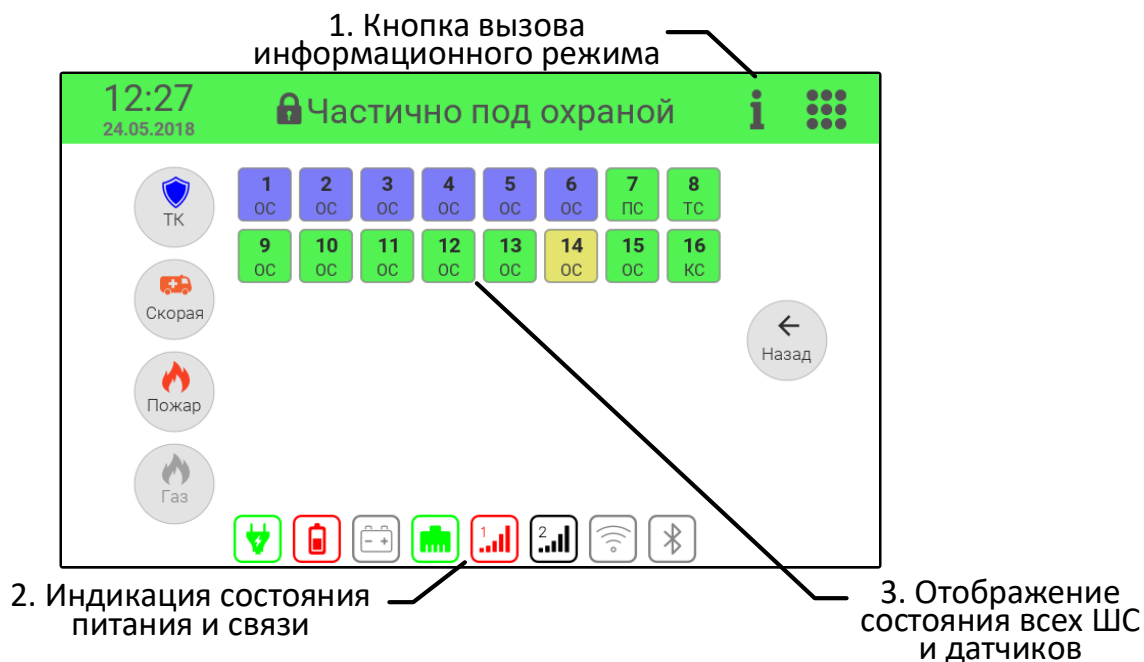 1. Кнопка вызова
информационного режима
12:27
24.05.2018
Частично под охраной
i
ТК
Скорая
Пожар
Газ
1 2 3 4 5 6 7 8
ОС ОС ОС ОС ОС ОС ПС ТС
9 10 11 12 13 14 15 16
ОС ОС ОС ОС ОС ОС ОС КС
Назад
1 2
2. Индикация состояния
питания и связи
3. Отображение
состояния всех ШС
и датчиков